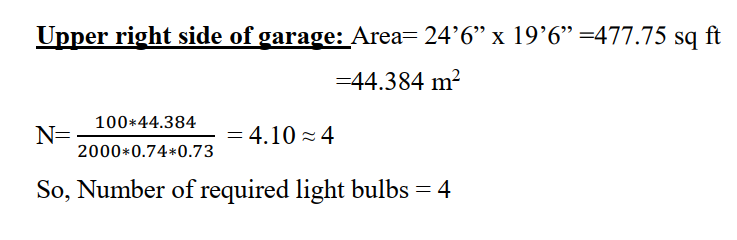 Upper right side of garage: Area= 24’6” x 19’6” =477.75 sq ft
=44.384 m²
N= 100*44.384 / 2000*0.74*0.73 = 4.10 ≈ 4
So, Number of required light bulbs = 4